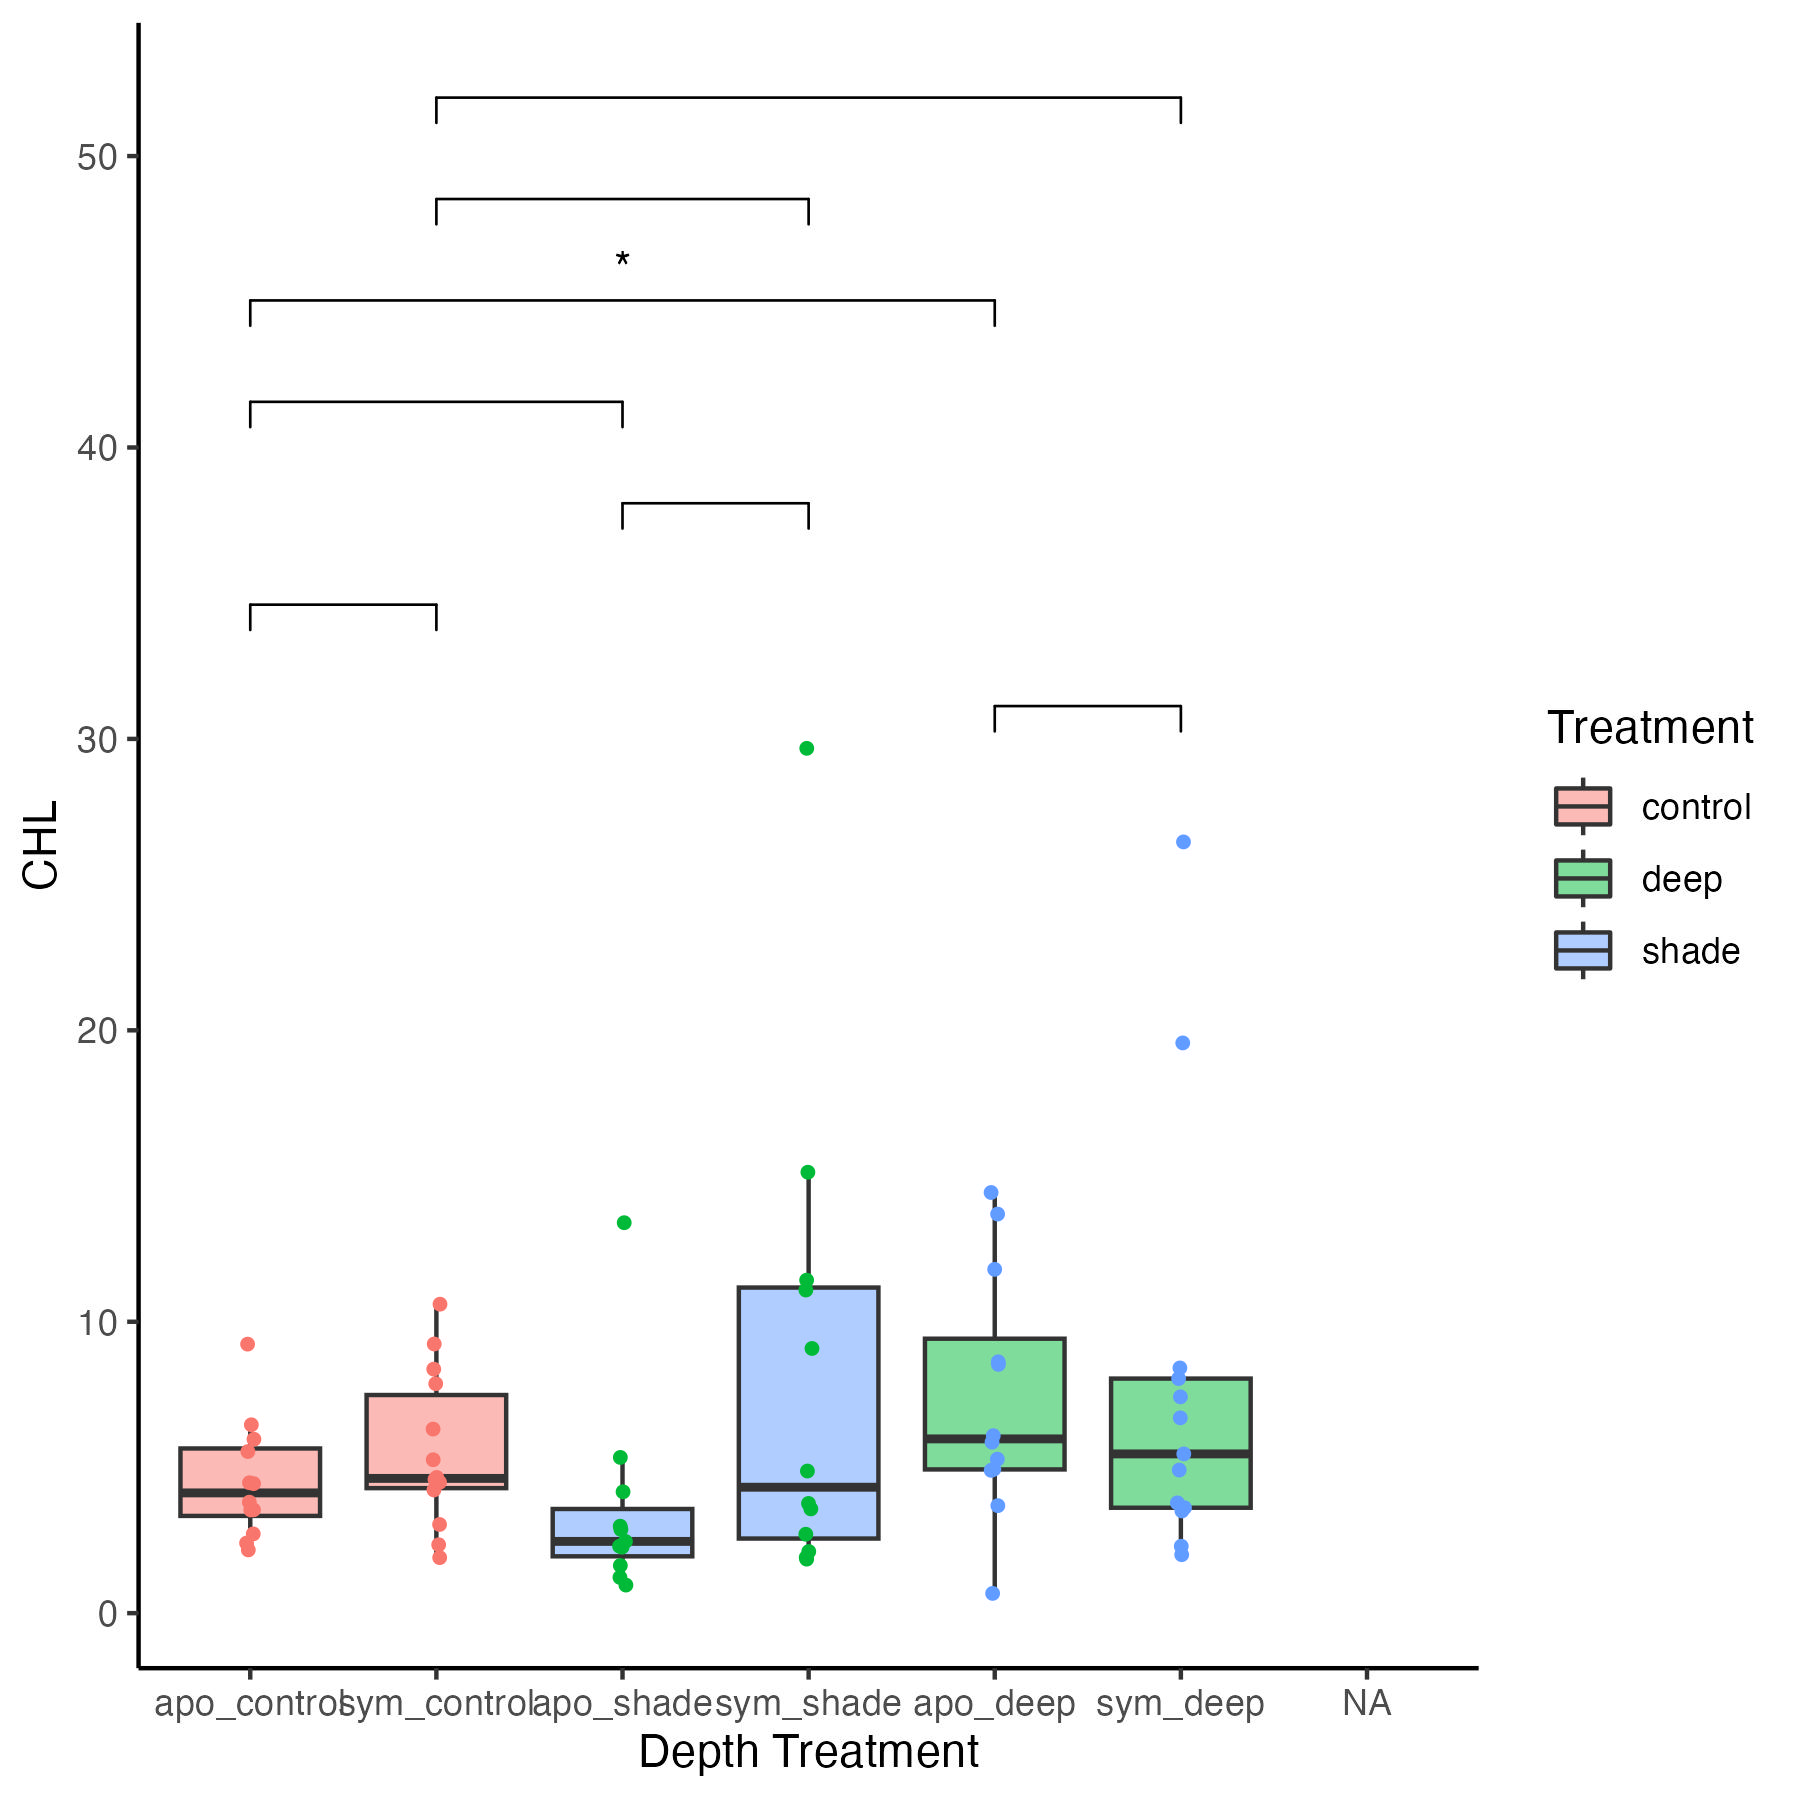 *
50
40
30
20
10
0
CHL
apo_control
sym_control
apo_shade
sym_shade
apo_deep
sym_deep
NA
Depth Treatment
Treatment
control
deep
shade